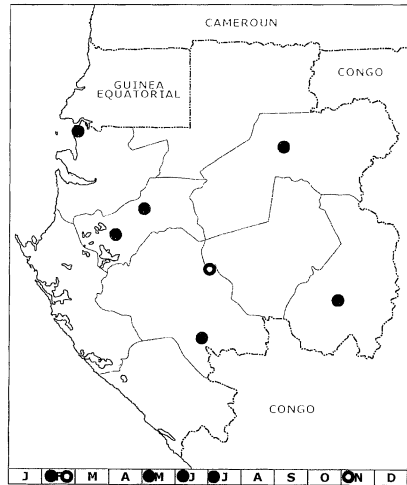 CAMEROUN
CONGO
GUINEA
EQUATORIAL
CONGO
J F M A M J J A S O N D